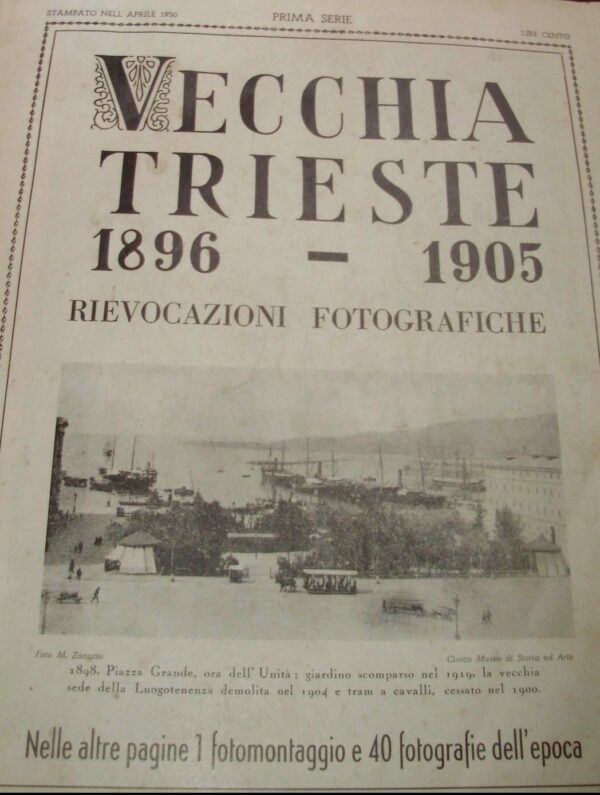 STAMPATO NELL'APRILE 1950
PRIMA SERIE
LIRE CENTO
VECCHIA
TRIESTE
1896 – 1905
RIEVOCAZIONI FOTOGRAFICHE
Foto M. Zanutto
Civico Museo di Storia ed Arte
1898. Piazza Grande, ora dell'Unità; giardino scomparso nel 1919, la vecchia
sede della Luogotenenza demolita nel 1904 e tram a cavalli, cessato nel 1900.
Nelle altre pagine 1 fotomontaggio e 40 fotografie dell'epoca